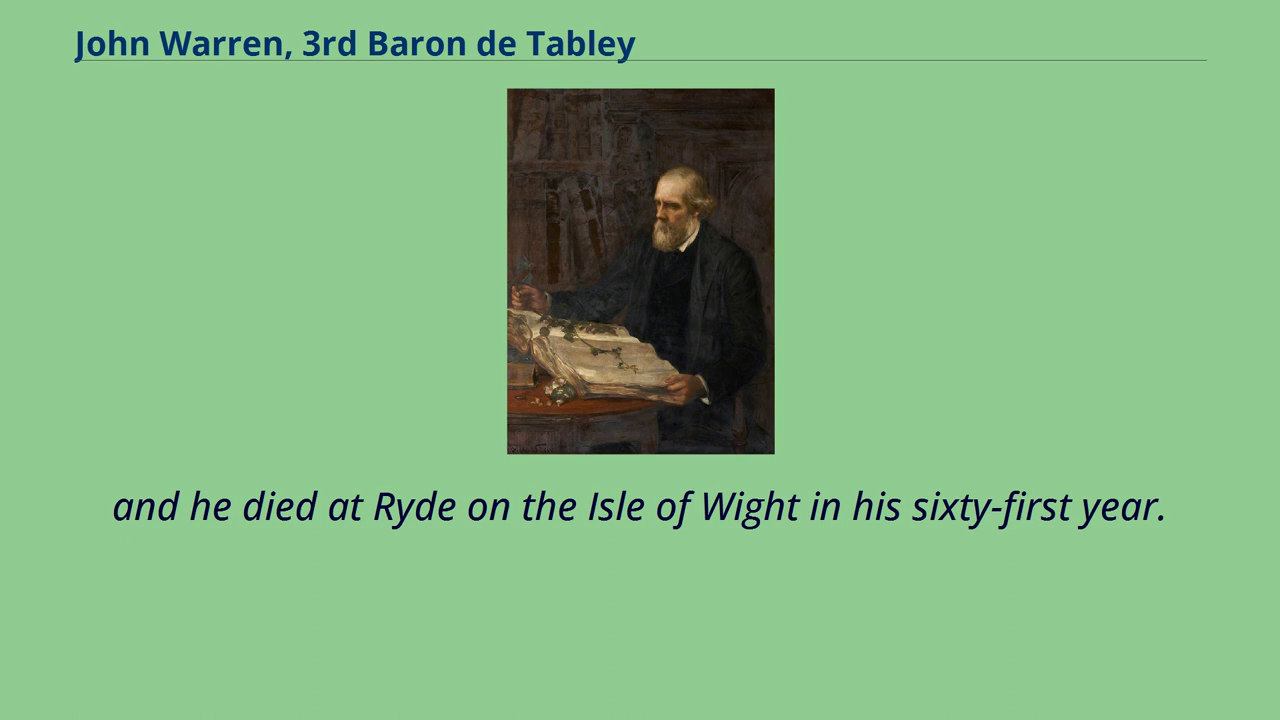 John Warren, 3rd Baron de Tabley
and he died at Ryde on the Isle of Wight in his sixty-first year.